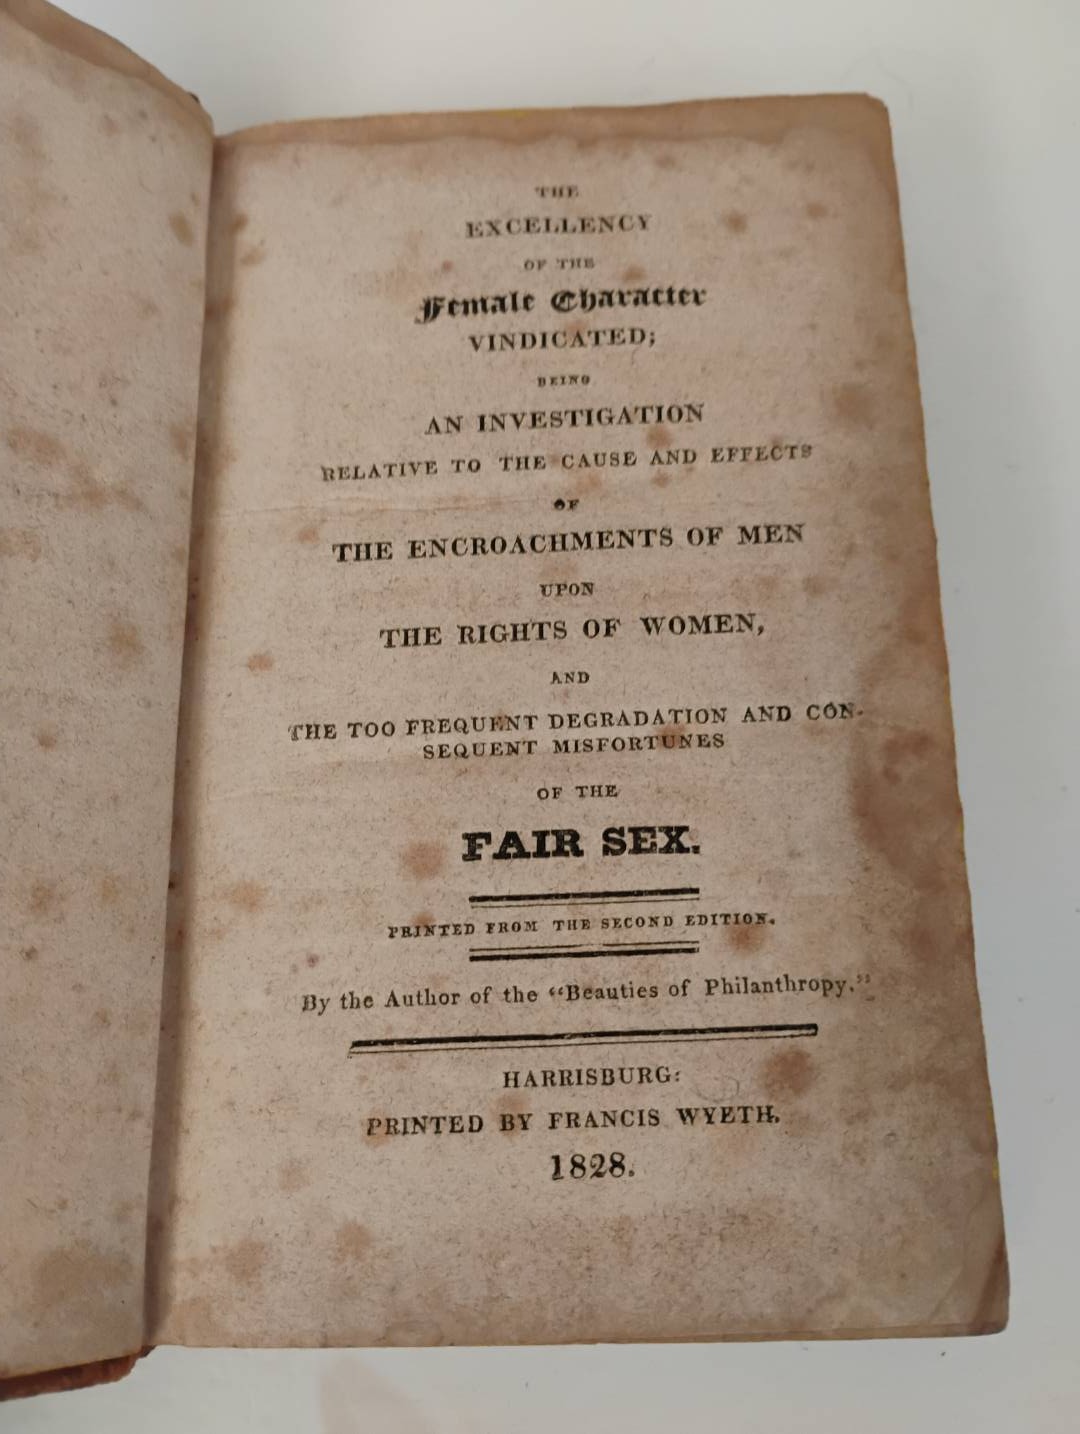 THE
EXCELLENCY
OF THE
Female Character
VINDICATED;
BEING
AN INVESTIGATION
RELATIVE TO THE CAUSE AND EFFECTS
OF
THE ENCROACHMENTS OF MEN
UPON
THE RIGHTS OF WOMEN,
AND
THE TOO FREQUENT DEGRADATION AND CON-
SEQUENT MISFORTUNES
OF THE
FAIR SEX.
PRINTED FROM THE SECOND EDITION.
By the Author of the "Beauties of Philanthropy."
HARRISBURG:
PRINTED BY FRANCIS WYETH.
1828.